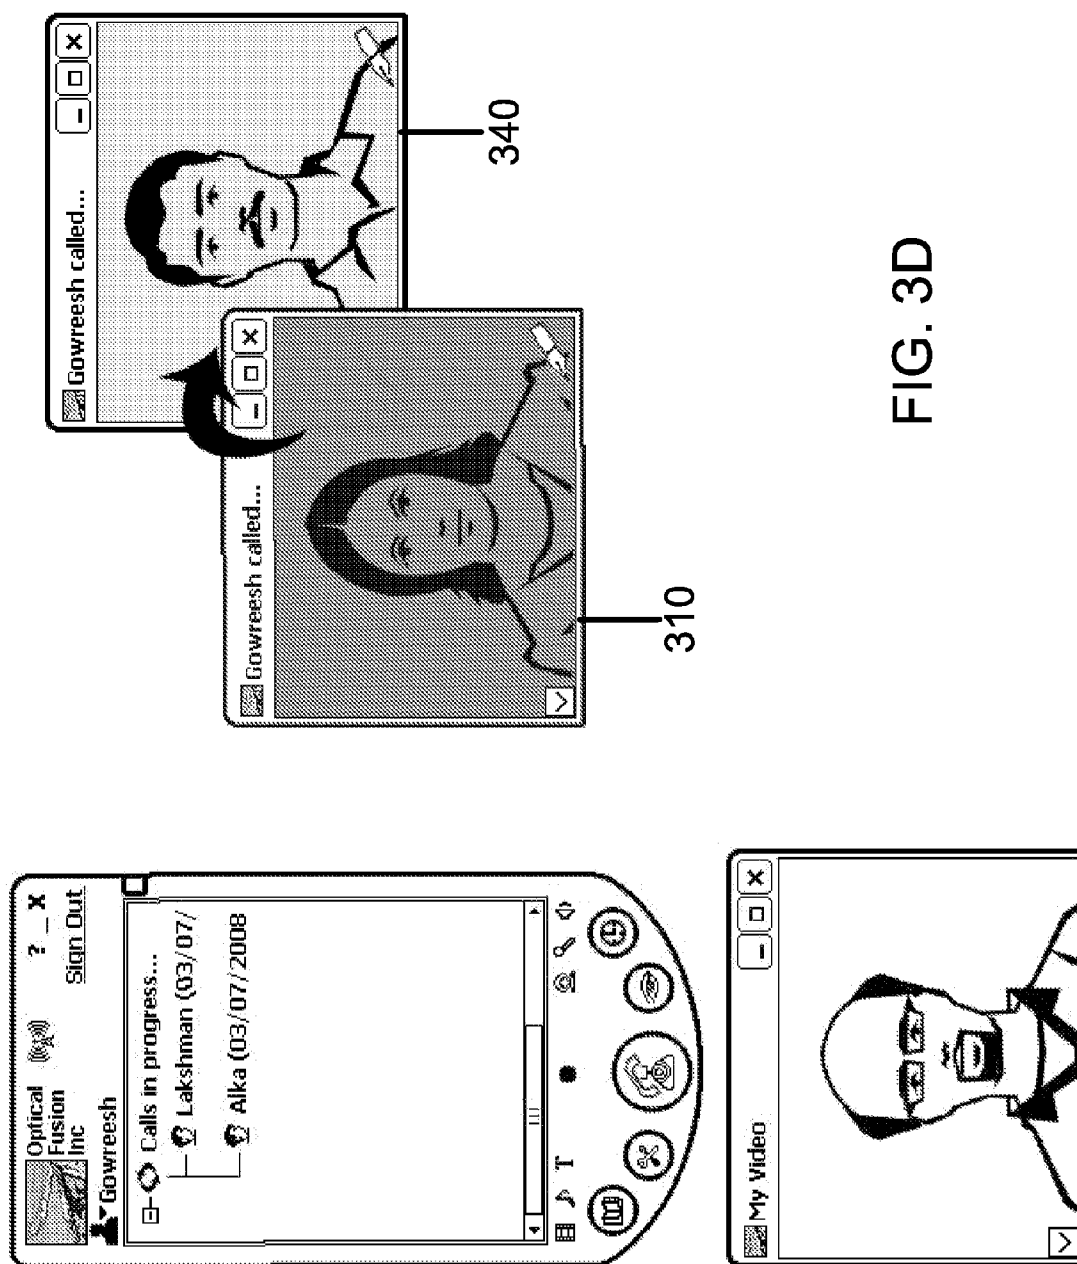 Optical
Fusion
Inc
? _ X
Sign Out
Gowreesh
Calls in progress...
Lakshman (03/07/
Alka (03/07/2008
T
My Video
Gowreesh called...
310
Gowreesh called...
340
FIG. 3D